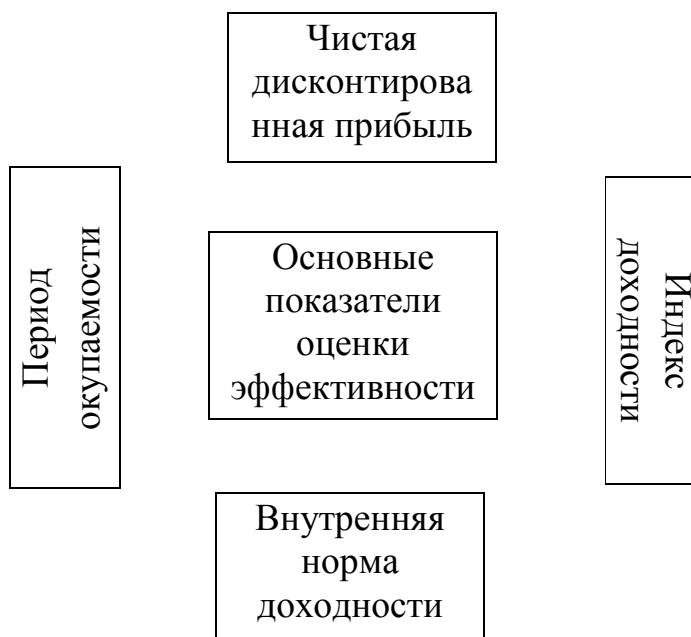 Чистая
дисконтирова
нная прибыль
Период
окупаемости
Основные
показатели
оценки
эффективности
Индекс
доходности
Внутренняя
норма
доходности